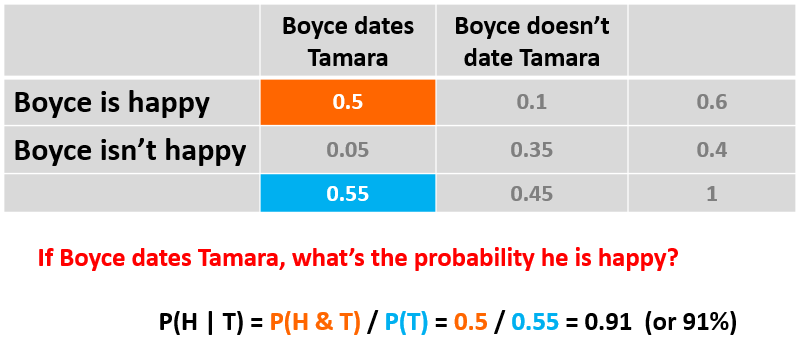 Boyce dates Tamara Boyce doesn’t date Tamara
Boyce is happy 0.5 0.1 0.6
Boyce isn’t happy 0.05 0.35 0.4
0.55 0.45 1
If Boyce dates Tamara, what’s the probability he is happy?
P(H | T) = P(H & T) / P(T) = 0.5 / 0.55 = 0.91 (or 91%)